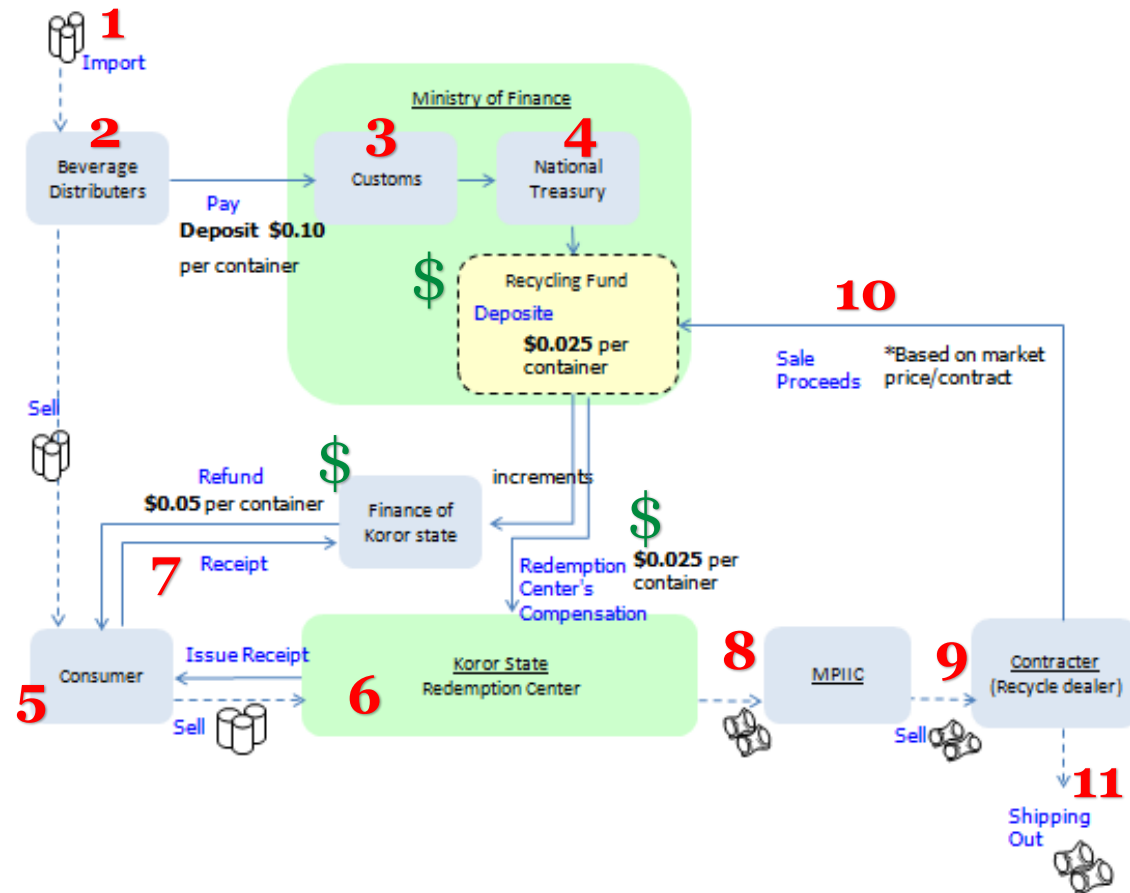 1
Import
Ministry of Finance
2
Beverage
Distributers
3
Customs
4
National
Treasury
Pay
Deposit $0.10
per container
$
Recycling Fund
Deposite
$0.025 per
container
10
Sale
Proceeds
*Based on market
price/contract
Sell
Refund
$0.05 per container
$
Finance of
Koror state
increments
$
$0.025 per
container
Redemption
Center's
Compensation
7
Receipt
5
Consumer
Issue Receipt
Sell
6
Koror State
Redemption Center
8
MPIIC
Sell
9
Contracter
(Recycle dealer)
11
Shipping
Out